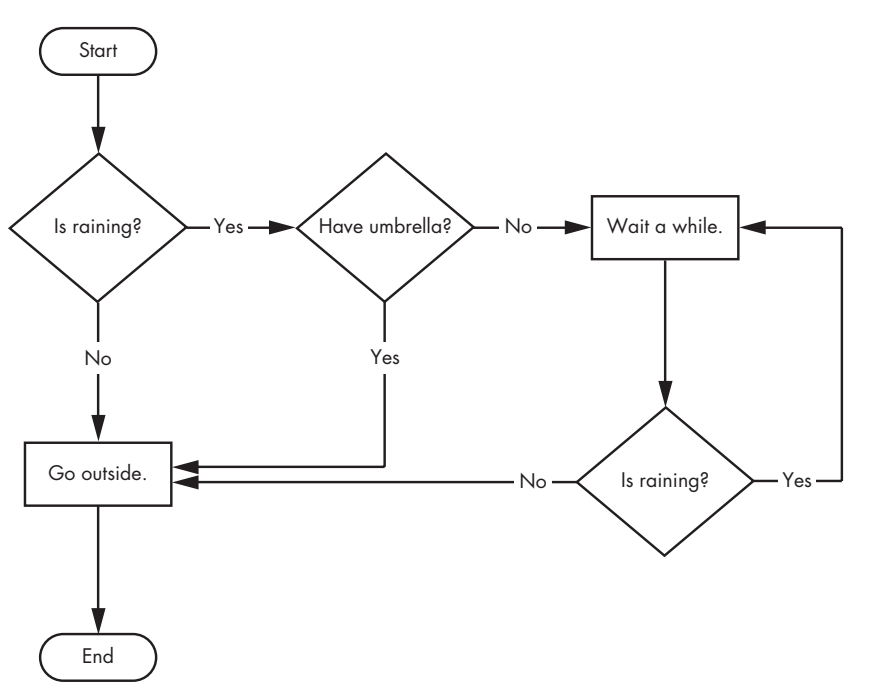 Start
Is raining?
Yes
Have umbrella?
No
Wait a while.
No
Yes
Go outside.
No
Is raining?
Yes
End